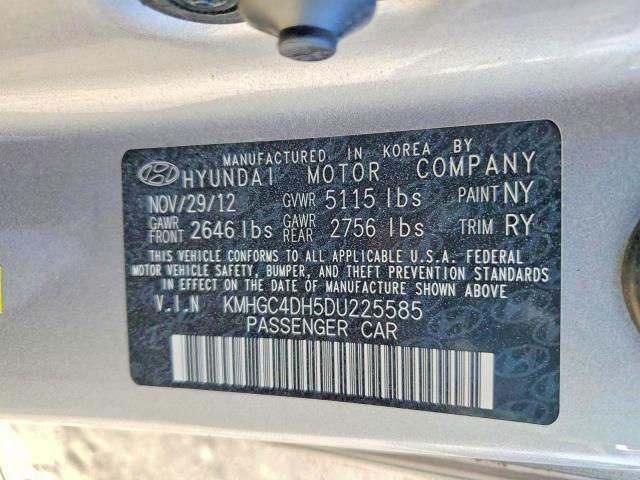 MANUFACTURED IN KOREA BY
HYUNDAI MOTOR COMPANY
NOV/29/12 GVWR 5115 lbs PAINT NY
GAWR FRONT 2646 lbs GAWR REAR 2756 lbs TRIM RY
THIS VEHICLE CONFORMS TO ALL APPLICABLE U.S.A. FEDERAL
MOTOR VEHICLE SAFETY, BUMPER, AND THEFT PREVENTION STANDARDS
IN EFFECT ON THE DATE OF MANUFACTURE SHOWN ABOVE
V.I.N KMHGC4DH5DU225585
PASSENGER CAR